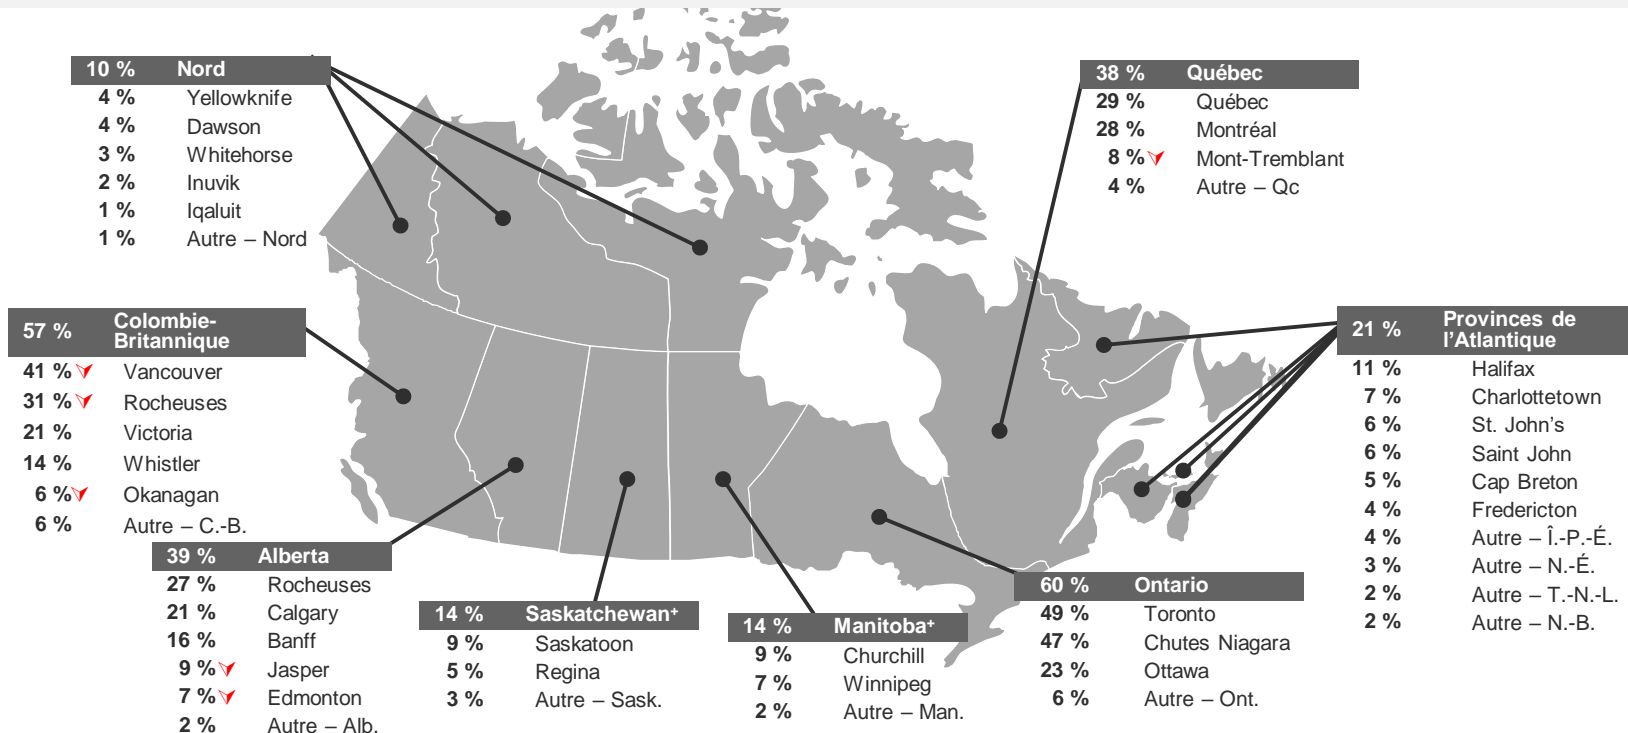 10 % Nord
4 % Yellowknife
4 % Dawson
3 % Whitehorse
2 % Inuvik
1 % Iqaluit
1 % Autre – Nord
38 % Québec
29 % Québec
28 % Montréal
8 % Mont-Tremblant
4 % Autre – Qc
57 % Colombie-
Britannique
41 % Vancouver
31 % Rocheuses
21 % Victoria
14 % Whistler
6 % Okanagan
6 % Autre – C.-B.
21 % Provinces de
l'Atlantique
11 % Halifax
7 % Charlottetown
6 % St. John's
6 % Saint John
5 % Cap Breton
4 % Fredericton
4 % Autre – Î.-P.-É.
3 % Autre – N.-É.
2 % Autre – T.-N.-L.
2 % Autre – N.-B.
39 % Alberta
27 % Rocheuses
21 % Calgary
16 % Banff
9 % Jasper
7 % Edmonton
2 % Autre – Alb.
14 % Saskatchewan⁺
9 % Saskatoon
5 % Regina
3 % Autre – Sask.
14 % Manitoba⁺
9 % Churchill
7 % Winnipeg
2 % Autre – Man.
60 % Ontario
49 % Toronto
47 % Chutes Niagara
23 % Ottawa
6 % Autre – Ont.